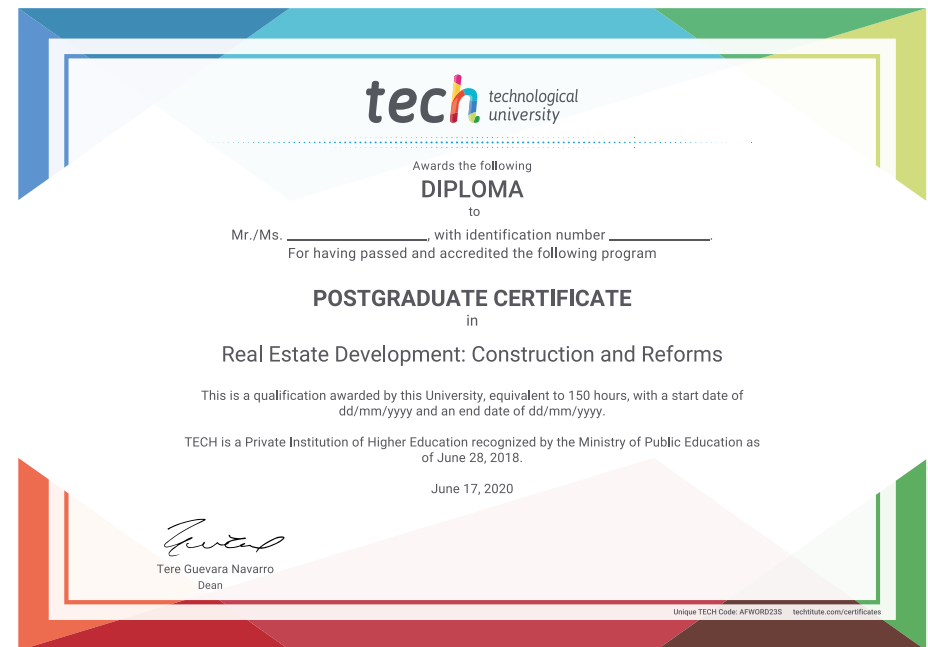 tech technological
university
Awards the following
DIPLOMA
to
Mr./Ms. ____________, with identification number ____________.
For having passed and accredited the following program
POSTGRADUATE CERTIFICATE
in
Real Estate Development: Construction and Reforms
This is a qualification awarded by this University, equivalent to 150 hours, with a start date of
dd/mm/yyyy and an end date of dd/mm/yyyy.
TECH is a Private Institution of Higher Education recognized by the Ministry of Public Education as
of June 28, 2018.
June 17, 2020
Tere Guevara Navarro
Dean
Unique TECH Code: AFWORD23S techtitute.com/certificates